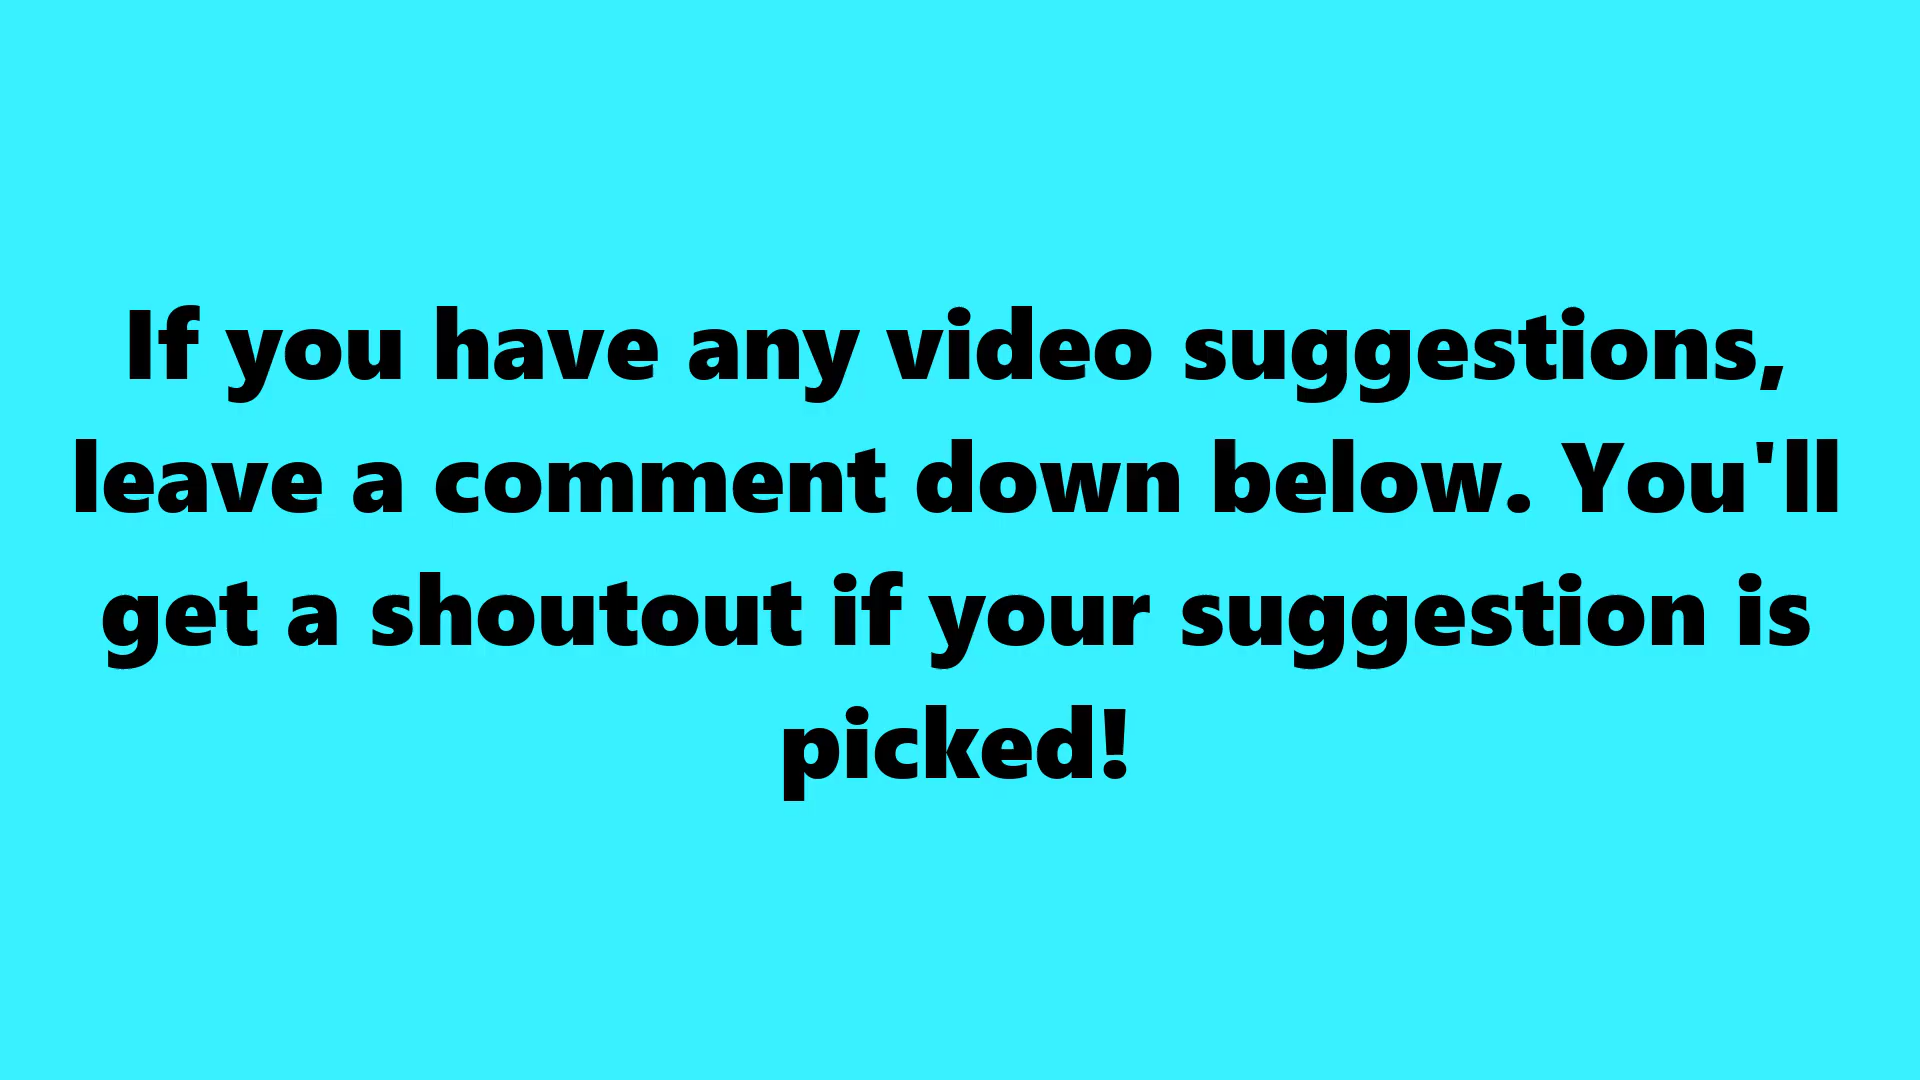 If you have any video suggestions,
leave a comment down below. You'll
get a shoutout if your suggestion is
picked!